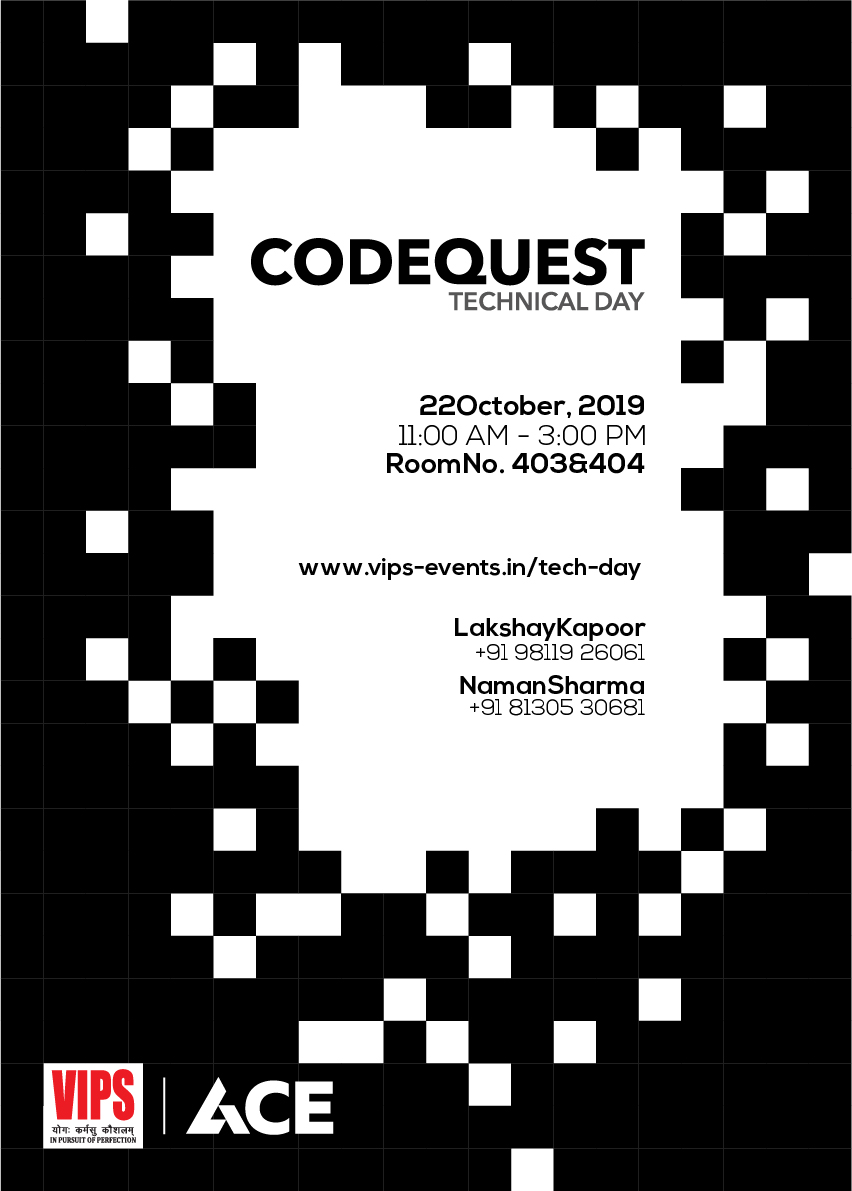 CODEQUEST
TECHNICAL DAY
22October, 2019
11:00 AM - 3:00 PM
RoomNo. 403&404
www.vips-events.in/tech-day
LakshayKapoor
+91 98119 26061
NamanSharma
+91 81305 30681
VIPS
योगः कर्मसु कौशलम्
IN PURSUIT OF PERFECTION
ACE